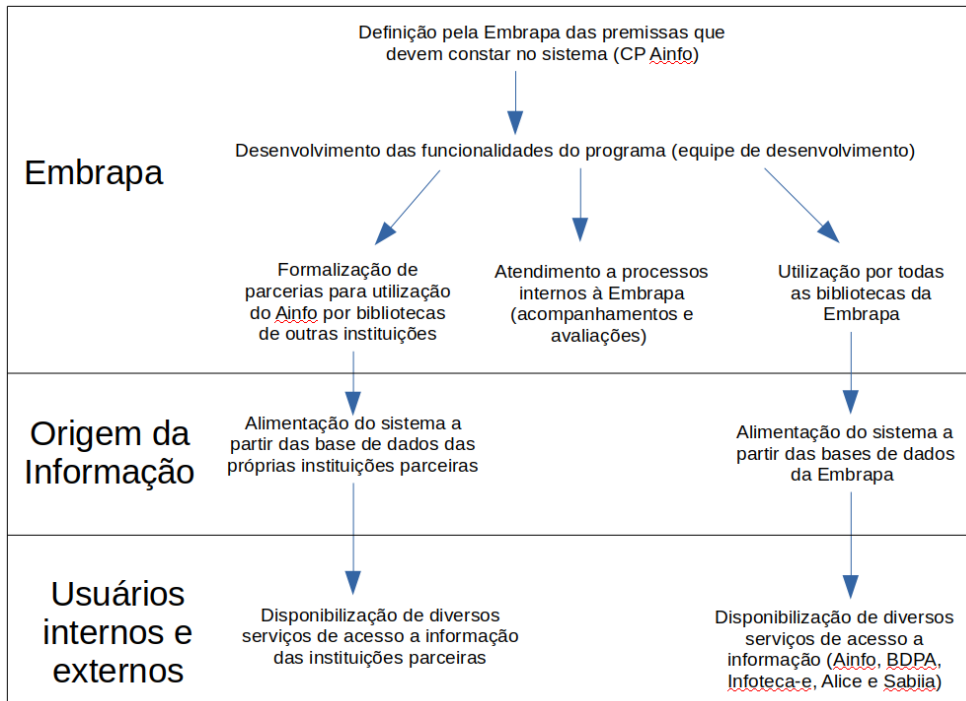 Definição pela Embrapa das premissas que
devem constar no sistema (CP Ainfo)
Embrapa
Desenvolvimento das funcionalidades do programa (equipe de desenvolvimento)
Formalização de
parcerias para utilização
do Ainfo por bibliotecas
de outras instituições
Atendimento a processos
internos à Embrapa
(acompanhamentos e
avaliações)
Utilização por todas
as bibliotecas da
Embrapa
Origem da
Informação
Alimentação do sistema a
partir das base de dados das
próprias instituições parceiras
Alimentação do sistema a
partir das bases de dados
da Embrapa
Usuários
internos e
externos
Disponibilização de diversos
serviços de acesso a informação
das instituições parceiras
Disponibilização de diversos
serviços de acesso a
informação (Ainfo, BDPA,
Infoteca-e, Alice e Sabiia)